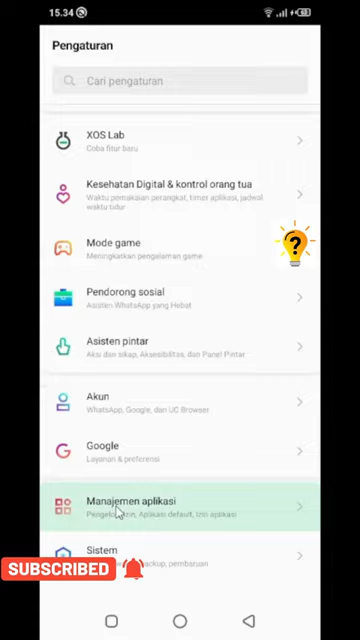 15.34
Pengaturan
Cari pengaturan
XOS Lab
Coba fitur baru
Kesehatan Digital & kontrol orang tua
Waktu pemakaian perangkat, timer aplikasi, jadwal
waktu tidur
Mode game
Meningkatkan pengalaman game
Pendorong sosial
Asisten WhatsApp yang Hebat
Asisten pintar
Aksi dan sikap, Aksesibilitas, dan Panel Pintar
Akun
WhatsApp, Google, dan UC Browser
Google
Layanan & preferensi
Manajemen aplikasi
Pengelola izin, Aplikasi default, Izin aplikasi
Sistem
backup, pembaruan
SUBSCRIBED